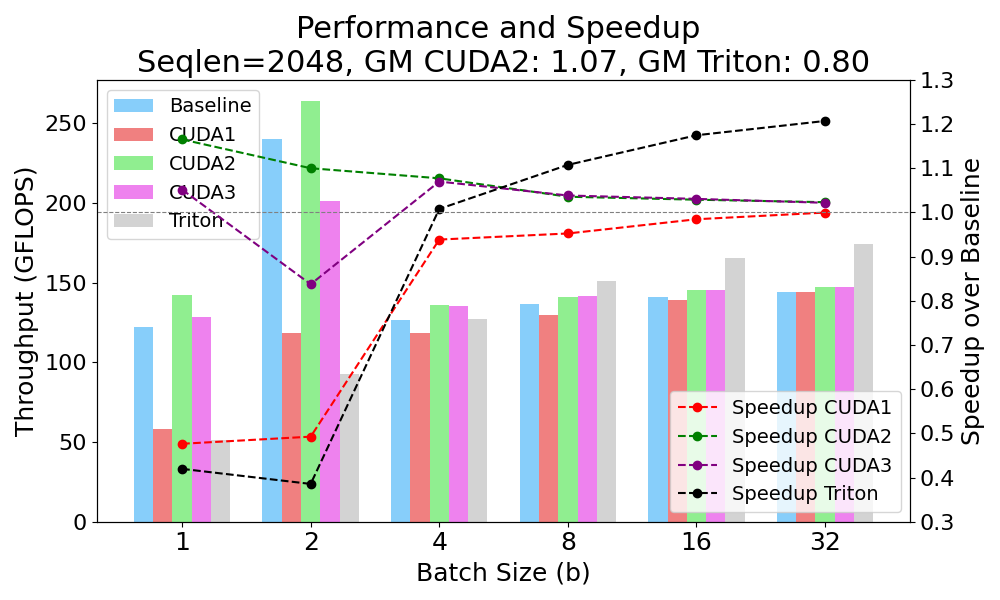 Performance and Speedup
Seqlen=2048, GM CUDA2: 1.07, GM Triton: 0.80
Throughput (GFLOPS)
250
200
150
100
50
0
Baseline
CUDA1
CUDA2
CUDA3
Triton
1.3
1.2
1.1
1.0
0.9
0.8
0.7
0.6
0.5
0.4
0.3
Speedup over Baseline
Speedup CUDA1
Speedup CUDA2
Speedup CUDA3
Speedup Triton
1 2 4 8 16 32
Batch Size (b)